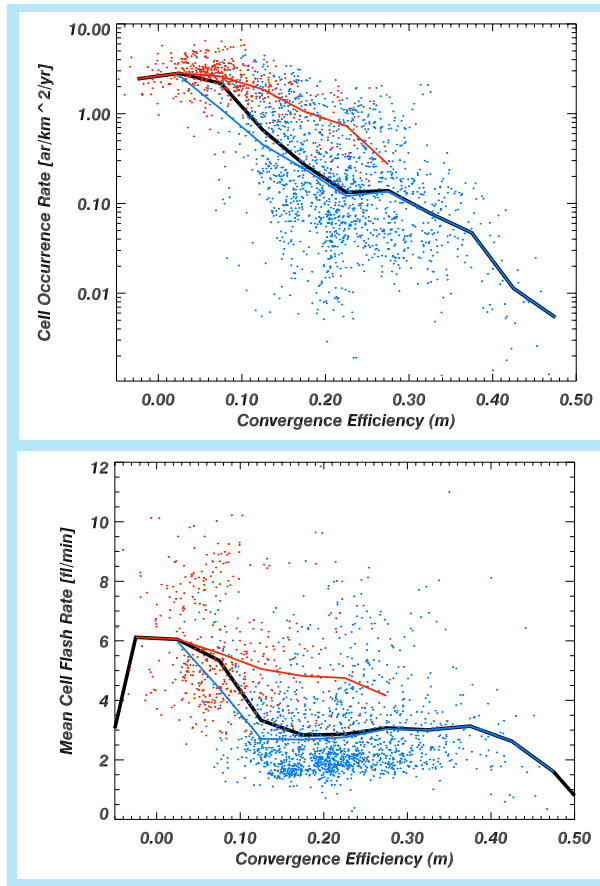 10.00
1.00
0.10
0.01
Cell Occurrence Rate [ar/km^2/yr]
0.00 0.10 0.20 0.30 0.40 0.50
Convergence Efficiency (m)
12
10
8
6
4
2
0
Mean Cell Flash Rate [fl/min]
0.00 0.10 0.20 0.30 0.40 0.50
Convergence Efficiency (m)